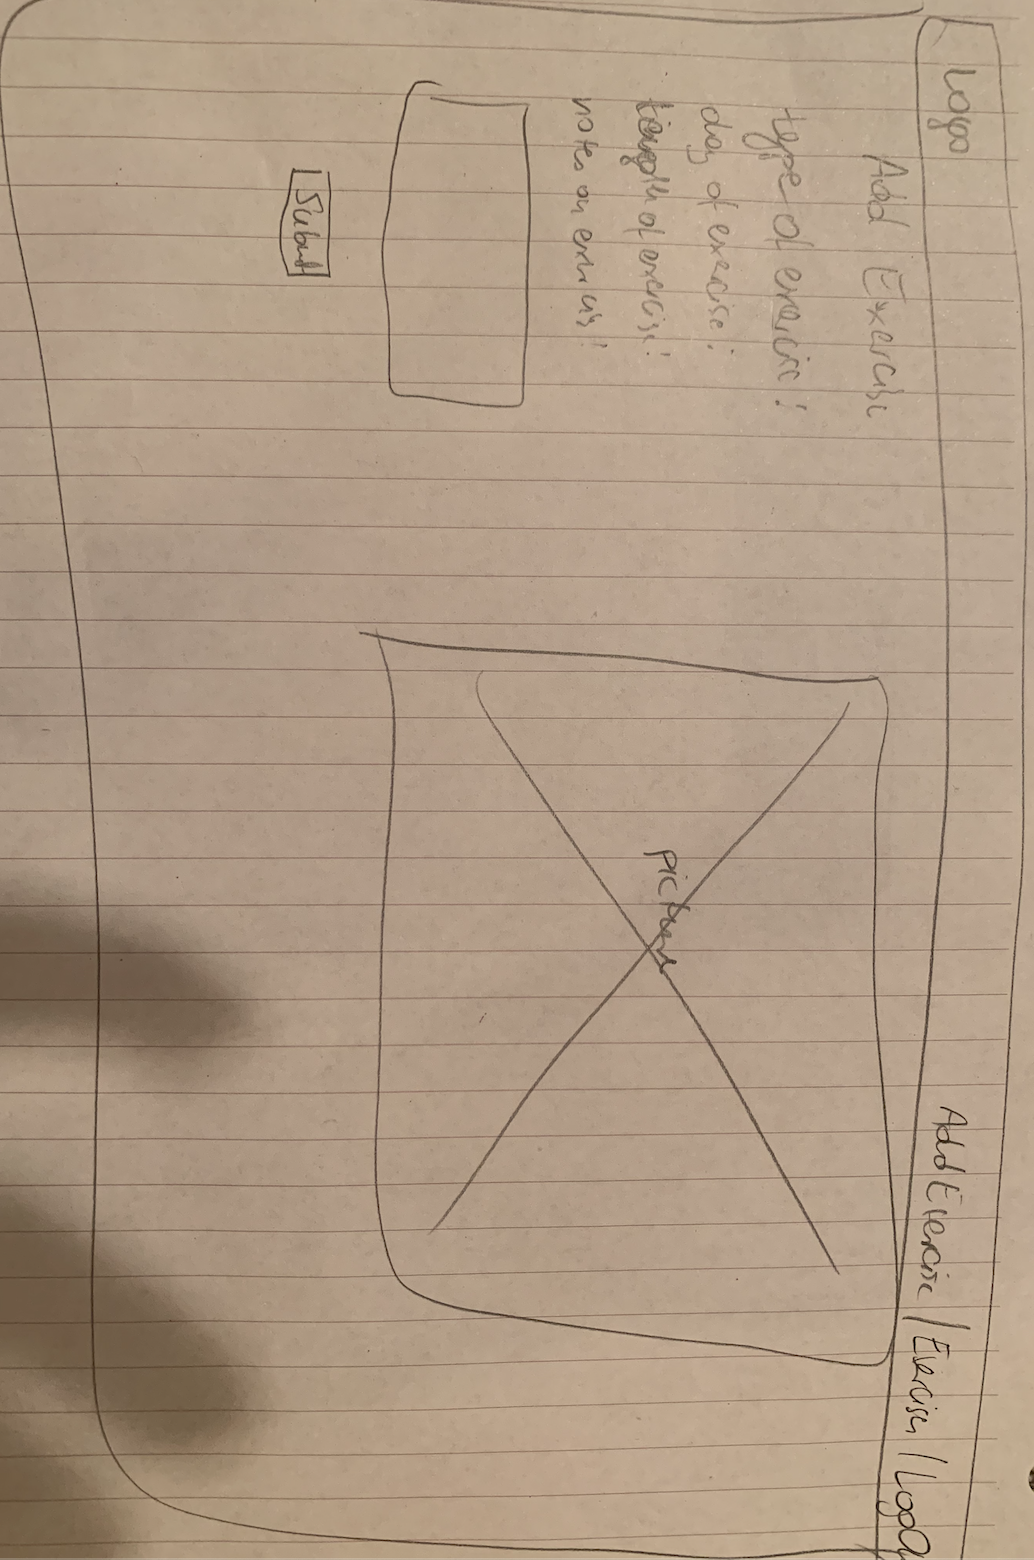 Logo
Add Exercise / Exercises / LogO
Add Exercise
type of exercise:
day of exercise:
length of exercise:
notes on exercise:
Submit
picture